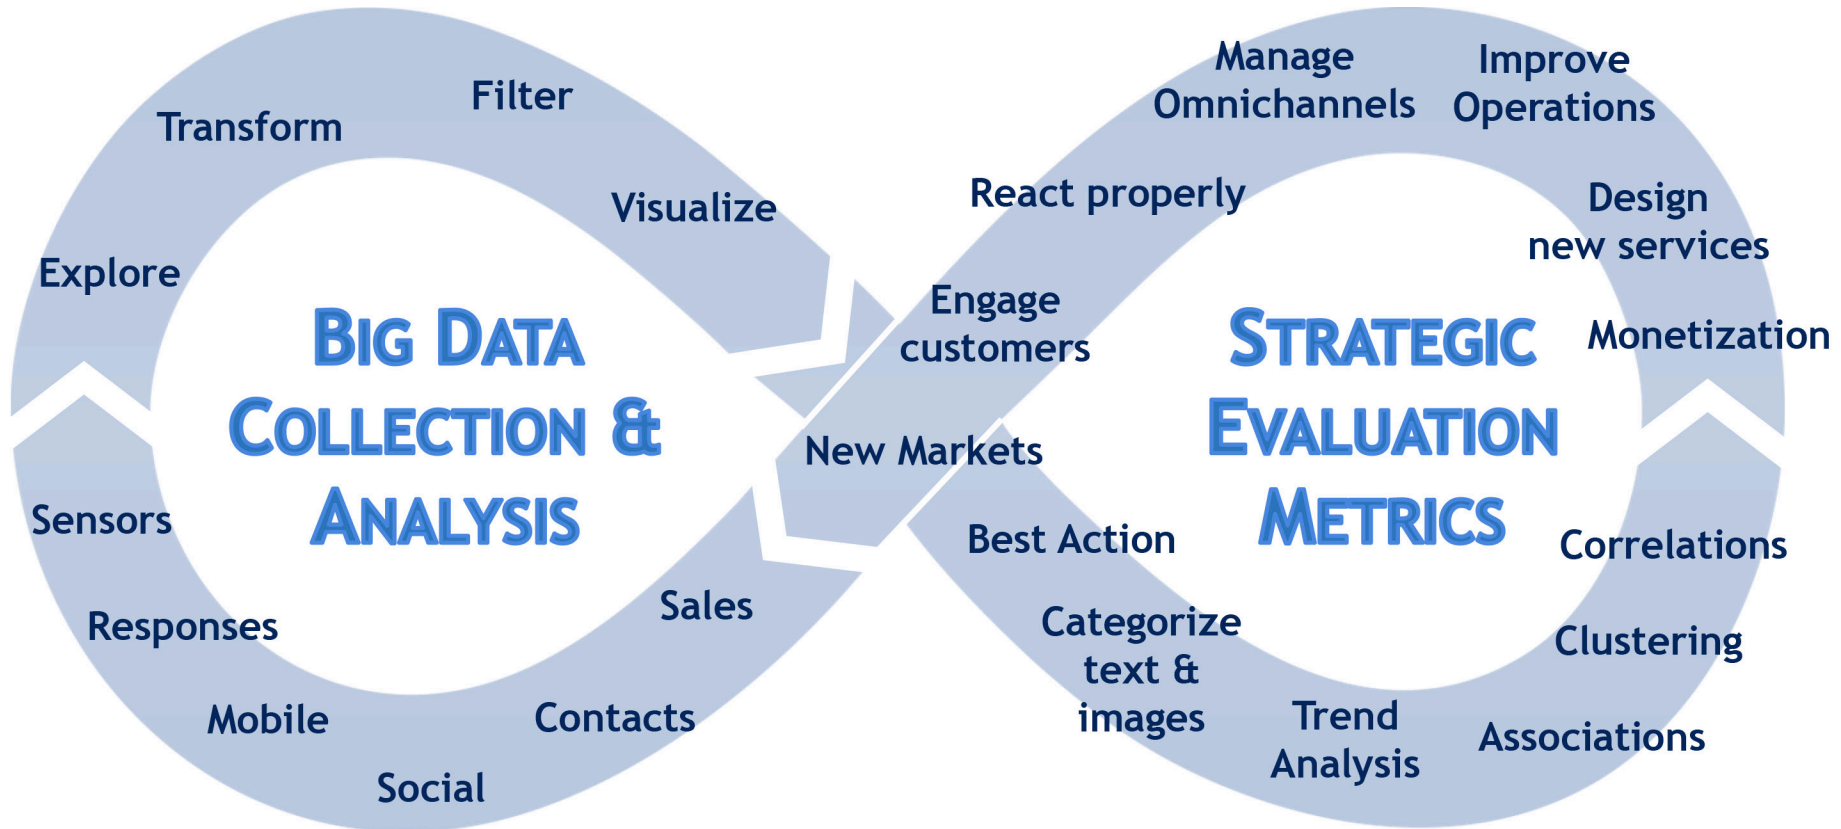 Filter
Transform
Visualize
Explore
BIG DATA
COLLECTION &
ANALYSIS
Sensors
Responses
Mobile
Social
Contacts
Sales
Manage
Omnichannels
Improve
Operations
React properly
Design
new services
Engage
customers
Monetization
New Markets
STRATEGIC
EVALUATION
METRICS
Best Action
Categorize
text &
images
Trend
Analysis
Associations
Clustering
Correlations